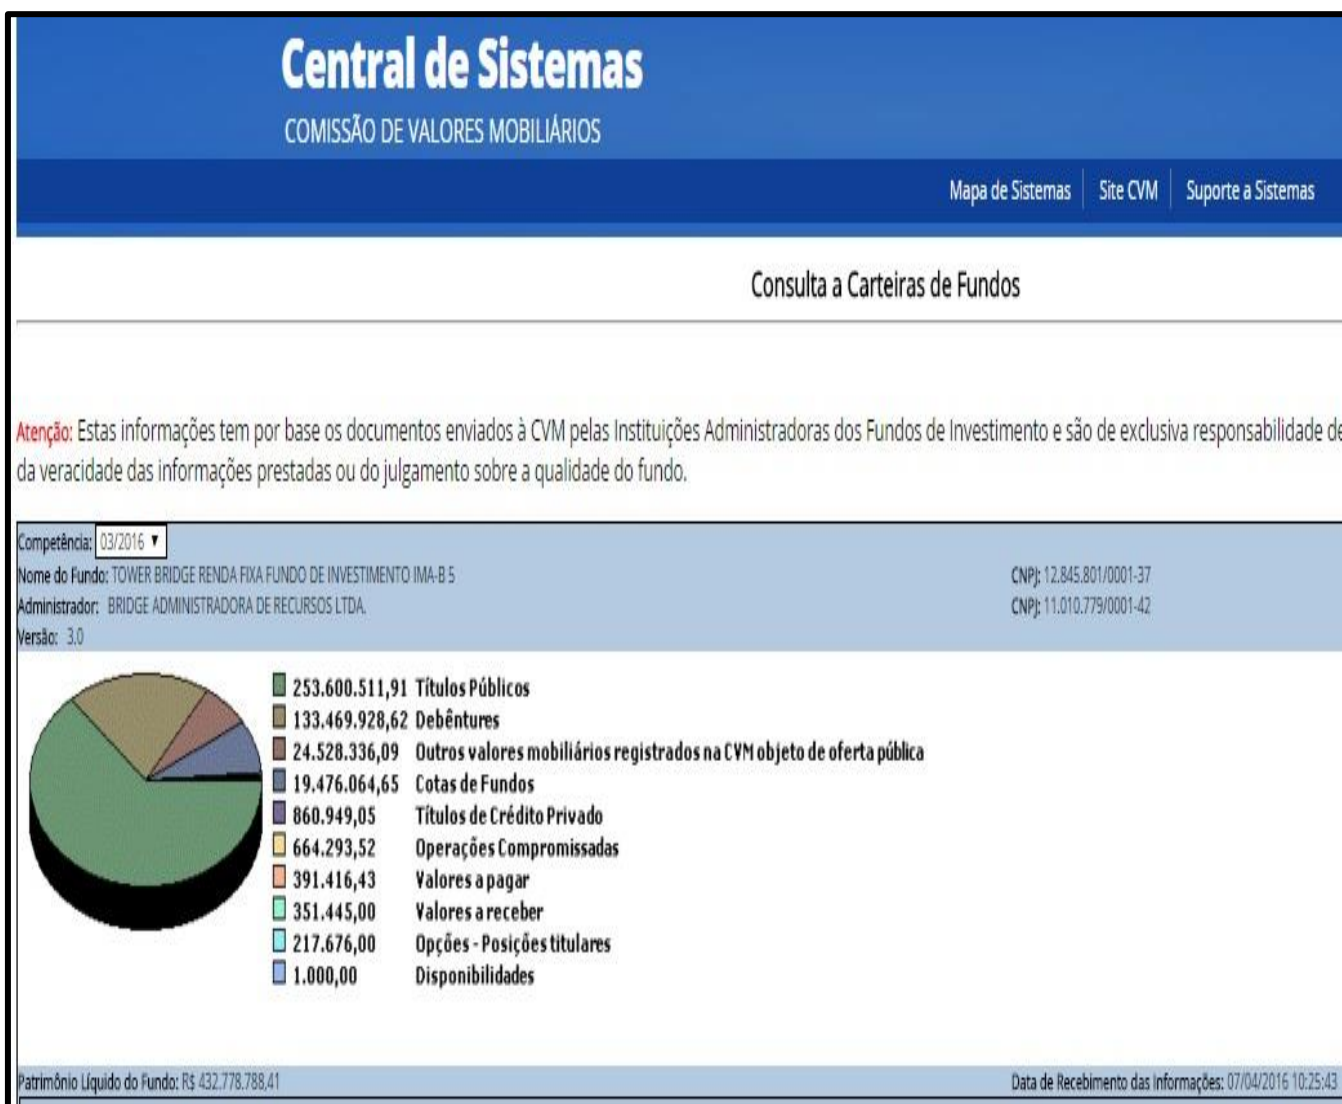 Central de Sistemas
COMISSÃO DE VALORES MOBILIÁRIOS
Mapa de Sistemas Site CVM Suporte a Sistemas
Consulta a Carteiras de Fundos
Atenção: Estas informações tem por base os documentos enviados à CVM pelas Instituições Administradoras dos Fundos de Investimento e são de exclusiva responsabilidade de
da veracidade das informações prestadas ou do julgamento sobre a qualidade do fundo.
Competência: 03/2016
Nome do Fundo: TOWER BRIDGE RENDA FIXA FUNDO DE INVESTIMENTO IMA-B 5 CNPJ: 12.845.801/0001-37
Administrador: BRIDGE ADMINISTRADORA DE RECURSOS LTDA. CNPJ: 11.010.779/0001-42
Versão: 3.0
253.600.511,91 Títulos Públicos
133.469.928,62 Debêntures
24.528.336,09 Outros valores mobiliários registrados na CVM objeto de oferta pública
19.476.064,65 Cotas de Fundos
860.949,05 Títulos de Crédito Privado
664.293,52 Operações Compromissadas
391.416,43 Valores a pagar
351.445,00 Valores a receber
217.676,00 Opções - Posições titulares
1.000,00 Disponibilidades
Patrimônio Líquido do Fundo: R$ 432.778.788,41 Data de Recebimento das Informações: 07/04/2016 10:25:43